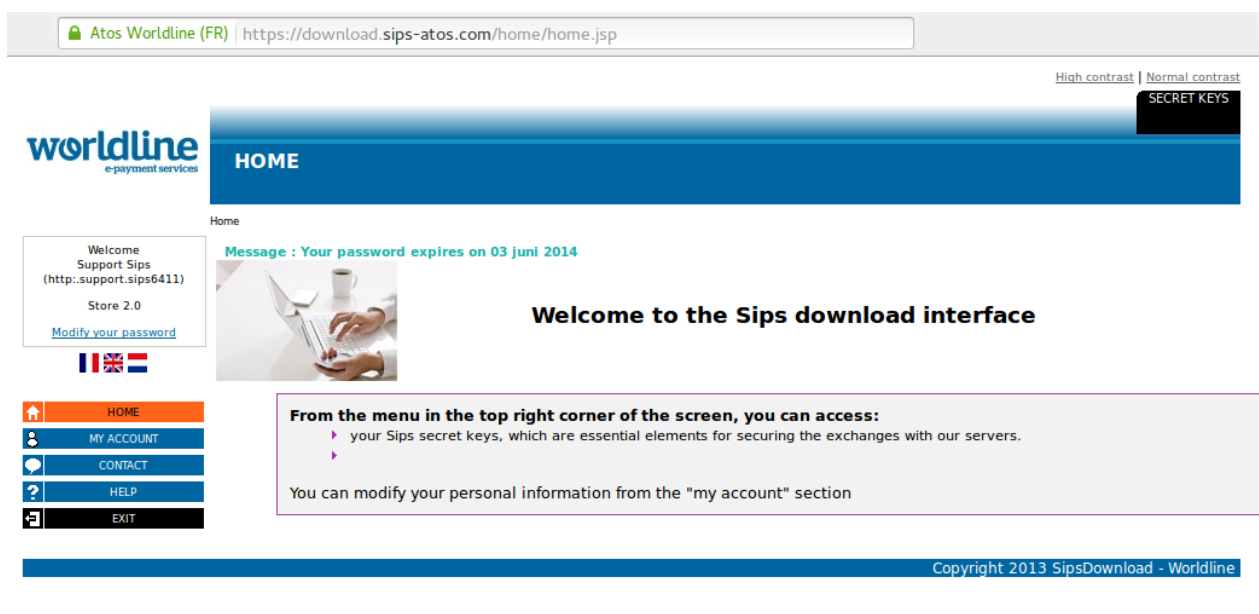 Atos Worldline (FR) https://download.sips-atos.com/home/home.jsp
High contrast | Normal contrast
SECRET KEYS
worldline
e-payment services
HOME
Home
Welcome
Support Sips
(http:.support.sips6411)
Store 2.0
Modify your password
Message : Your password expires on 03 juni 2014
Welcome to the Sips download interface
HOME
MY ACCOUNT
CONTACT
? HELP
EXIT
From the menu in the top right corner of the screen, you can access:
your Sips secret keys, which are essential elements for securing the exchanges with our servers.
You can modify your personal information from the "my account" section
Copyright 2013 SipsDownload - Worldline